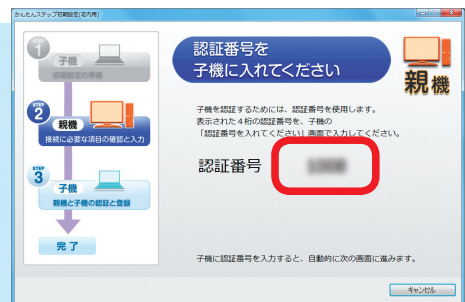 かんたんステップ初期設定(宅内用)
1
子機
初期設定の準備
STEP
2
親機
接続に必要な項目の確認と入力
STEP
3
子機
親機と子機の認証と登録
完了
認証番号を
子機に入れてください
親機
子機を認証するためには、認証番号を使用します。
表示された4桁の認証番号を、子機の
「認証番号を入れてください」画面で入力してください。
認証番号
子機に認証番号を入力すると、自動的に次の画面に進みます。
キャンセル